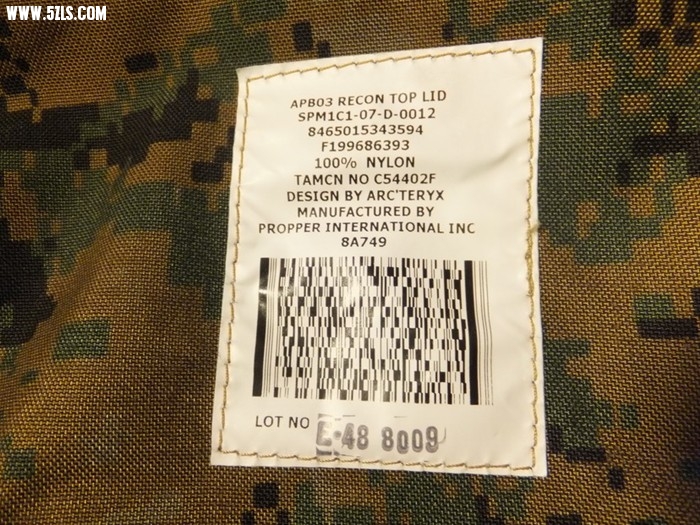 WWW.5ZLS.COM
APB03 RECON TOP LID
SPM1C1-07-D-0012
8465015343594
F199686393
100% NYLON
TAMCN NO C54402F
DESIGN BY ARC'TERYX
MANUFACTURED BY
PROPPER INTERNATIONAL INC
8A749
LOT NO E-48 8009